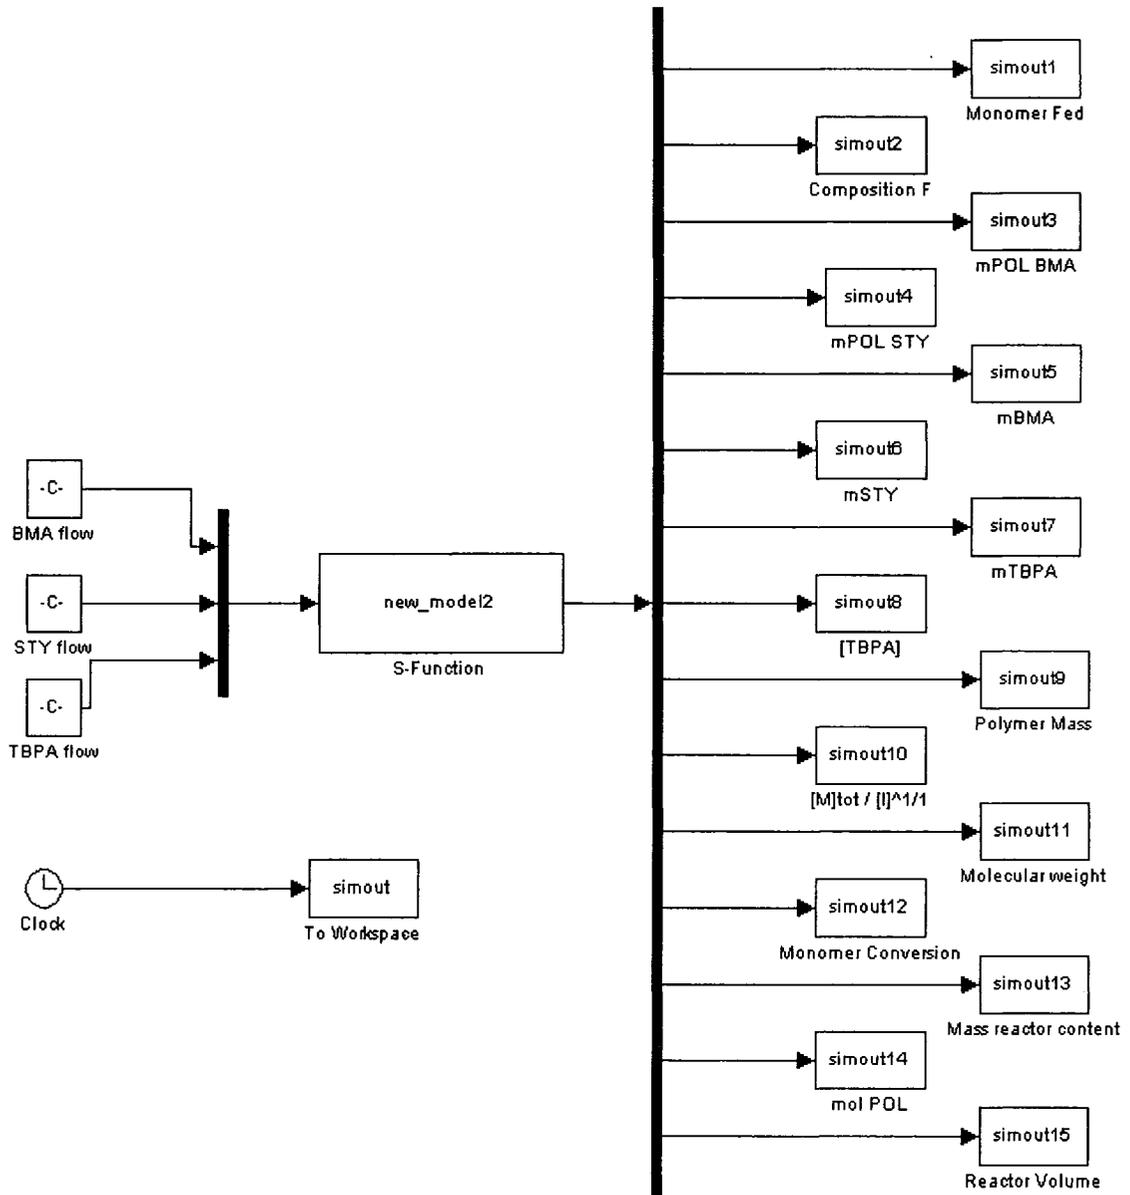 simout1
Monomer Fed
simout2
Composition F
simout3
mPOL BMA
simout4
mPOL STY
simout5
mBMA
simout6
mSTY
simout7
mTBPA
simout8
[TBPA]
simout9
Polymer Mass
simout10
[M]tot / [I]^1/1
simout11
Molecular weight
simout12
Monomer Conversion
simout13
Mass reactor content
simout14
mol POL
simout15
Reactor Volume
-C-
BMA flow
-C-
STY flow
-C-
TBPA flow
new_model2
S-Function
Clock
simout
To Workspace